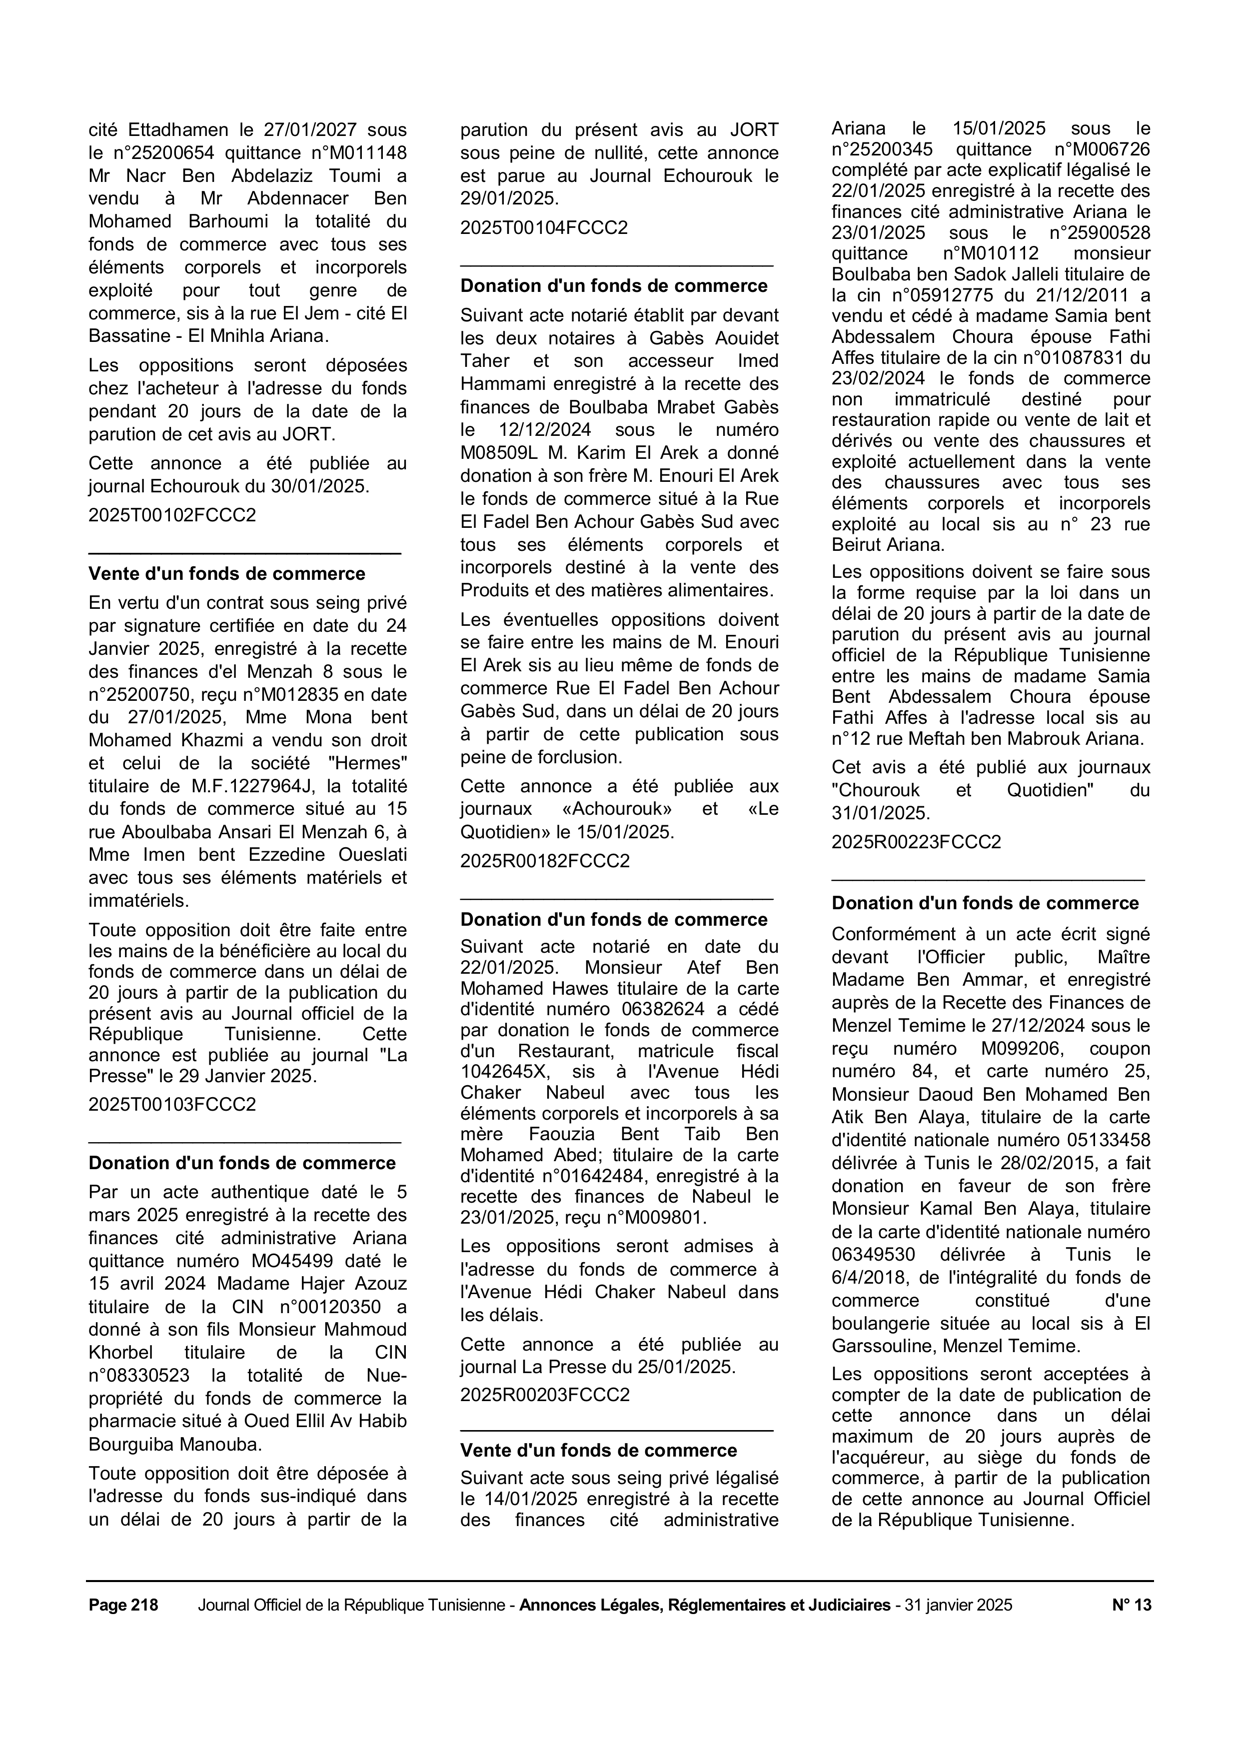 cité Ettadhamen le 27/01/2027 sous
le n°25200654 quittance n°M011148
Mr Nacr Ben Abdelaziz Toumi a
vendu à Mr Abdennacer Ben
Mohamed Barhoumi la totalité du
fonds de commerce avec tous ses
éléments corporels et incorporels
exploité pour tout genre de
commerce, sis à la rue El Jem - cité El
Bassatine - El Mnihla Ariana.
Les oppositions seront déposées
chez l'acheteur à l'adresse du fonds
pendant 20 jours de la date de la
parution de cet avis au JORT.
Cette annonce a été publiée au
journal Echourouk du 30/01/2025.
2025T00102FCCC2
Vente d'un fonds de commerce
En vertu d'un contrat sous seing privé
par signature certifiée en date du 24
Janvier 2025, enregistré à la recette
des finances d'el Menzah 8 sous le
n°25200750, reçu n°M012835 en date
du 27/01/2025, Mme Mona bent
Mohamed Khazmi a vendu son droit
et celui de la société "Hermes"
titulaire de M.F.1227964J, la totalité
du fonds de commerce situé au 15
rue Aboulbaba Ansari El Menzah 6, à
Mme Imen bent Ezzedine Oueslati
avec tous ses éléments matériels et
immatériels.
Toute opposition doit être faite entre
les mains de la bénéficière au local du
fonds de commerce dans un délai de
20 jours à partir de la publication du
présent avis au Journal officiel de la
République Tunisienne. Cette
annonce est publiée au journal "La
Presse" le 29 Janvier 2025.
2025T00103FCCC2
Donation d'un fonds de commerce
Par un acte authentique daté le 5
mars 2025 enregistré à la recette des
finances cité administrative Ariana
quittance numéro MO45499 daté le
15 avril 2024 Madame Hajer Azouz
titulaire de la CIN n°00120350 a
donné à son fils Monsieur Mahmoud
Khorbel titulaire de la CIN
n°08330523 la totalité de Nue-
propriété du fonds de commerce la
pharmacie situé à Oued Ellil Av Habib
Bourguiba Manouba.
Toute opposition doit être déposée à
l'adresse du fonds sus-indiqué dans
un délai de 20 jours à partir de la
parution du présent avis au JORT
sous peine de nullité, cette annonce
est parue au Journal Echourouk le
29/01/2025.
2025T00104FCCC2
Donation d'un fonds de commerce
Suivant acte notarié établit par devant
les deux notaires à Gabès Aouidet
Taher et son accesseur Imed
Hammami enregistré à la recette des
finances de Boulbaba Mrabet Gabès
le 12/12/2024 sous le numéro
M08509L M. Karim El Arek a donné
donation à son frère M. Enouri El Arek
le fonds de commerce situé à la Rue
El Fadel Ben Achour Gabès Sud avec
tous ses éléments corporels et
incorporels destiné à la vente des
Produits et des matières alimentaires.
Les éventuelles oppositions doivent
se faire entre les mains de M. Enouri
El Arek sis au lieu même de fonds de
commerce Rue El Fadel Ben Achour
Gabès Sud, dans un délai de 20 jours
à partir de cette publication sous
peine de forclusion.
Cette annonce a été publiée aux
journaux «Achourouk» et «Le
Quotidien» le 15/01/2025.
2025R00182FCCC2
Donation d'un fonds de commerce
Suivant acte notarié en date du
22/01/2025. Monsieur Atef Ben
Mohamed Hawes titulaire de la carte
d'identité numéro 06382624 a cédé
par donation le fonds de commerce
d'un Restaurant, matricule fiscal
1042645X, sis à l'Avenue Hédi
Chaker Nabeul avec tous les
éléments corporels et incorporels à sa
mère Faouzia Bent Taib Ben
Mohamed Abed; titulaire de la carte
d'identité n°01642484, enregistré à la
recette des finances de Nabeul le
23/01/2025, reçu n°M009801.
Les oppositions seront admises à
l'adresse du fonds de commerce à
l'Avenue Hédi Chaker Nabeul dans
les délais.
Cette annonce a été publiée au
journal La Presse du 25/01/2025.
2025R00203FCCC2
Vente d'un fonds de commerce
Suivant acte sous seing privé légalisé
le 14/01/2025 enregistré à la recette
des finances cité administrative
Ariana le 15/01/2025 sous le
n°25200345 quittance n°M006726
complété par acte explicatif légalisé le
22/01/2025 enregistré à la recette des
finances cité administrative Ariana le
23/01/2025 sous le n°25900528
quittance n°M010112 monsieur
Boulbaba ben Sadok Jalleli titulaire de
la cin n°05912775 du 21/12/2011 a
vendu et cédé à madame Samia bent
Abdessalem Choura épouse Fathi
Affes titulaire de la cin n°01087831 du
23/02/2024 le fonds de commerce
non immatriculé destiné pour
restauration rapide ou vente de lait et
dérivés ou vente des chaussures et
exploité actuellement dans la vente
des chaussures avec tous ses
éléments corporels et incorporels
exploité au local sis au n° 23 rue
Beirut Ariana.
Les oppositions doivent se faire sous
la forme requise par la loi dans un
délai de 20 jours à partir de la date de
parution du présent avis au journal
officiel de la République Tunisienne
entre les mains de madame Samia
Bent Abdessalem Choura épouse
Fathi Affes à l'adresse local sis au
n°12 rue Meftah ben Mabrouk Ariana.
Cet avis a été publié aux journaux
"Chourouk et Quotidien" du
31/01/2025.
2025R00223FCCC2
Donation d'un fonds de commerce
Conformément à un acte écrit signé
devant l'Officier public, Maître
Madame Ben Ammar, et enregistré
auprès de la Recette des Finances de
Menzel Temime le 27/12/2024 sous le
reçu numéro M099206, coupon
numéro 84, et carte numéro 25,
Monsieur Daoud Ben Mohamed Ben
Atik Ben Alaya, titulaire de la carte
d'identité nationale numéro 05133458
délivrée à Tunis le 28/02/2015, a fait
donation en faveur de son frère
Monsieur Kamal Ben Alaya, titulaire
de la carte d'identité nationale numéro
06349530 délivrée à Tunis le
6/4/2018, de l'intégralité du fonds de
commerce constitué d'une
boulangerie située au local sis à El
Garssouline, Menzel Temime.
Les oppositions seront acceptées à
compter de la date de publication de
cette annonce dans un délai
maximum de 20 jours auprès de
l'acquéreur, au siège du fonds de
commerce, à partir de la publication
de cette annonce au Journal Officiel
de la République Tunisienne.
Page 218 Journal Officiel de la République Tunisienne - Annonces Légales, Réglementaires et Judiciaires - 31 janvier 2025 N° 13